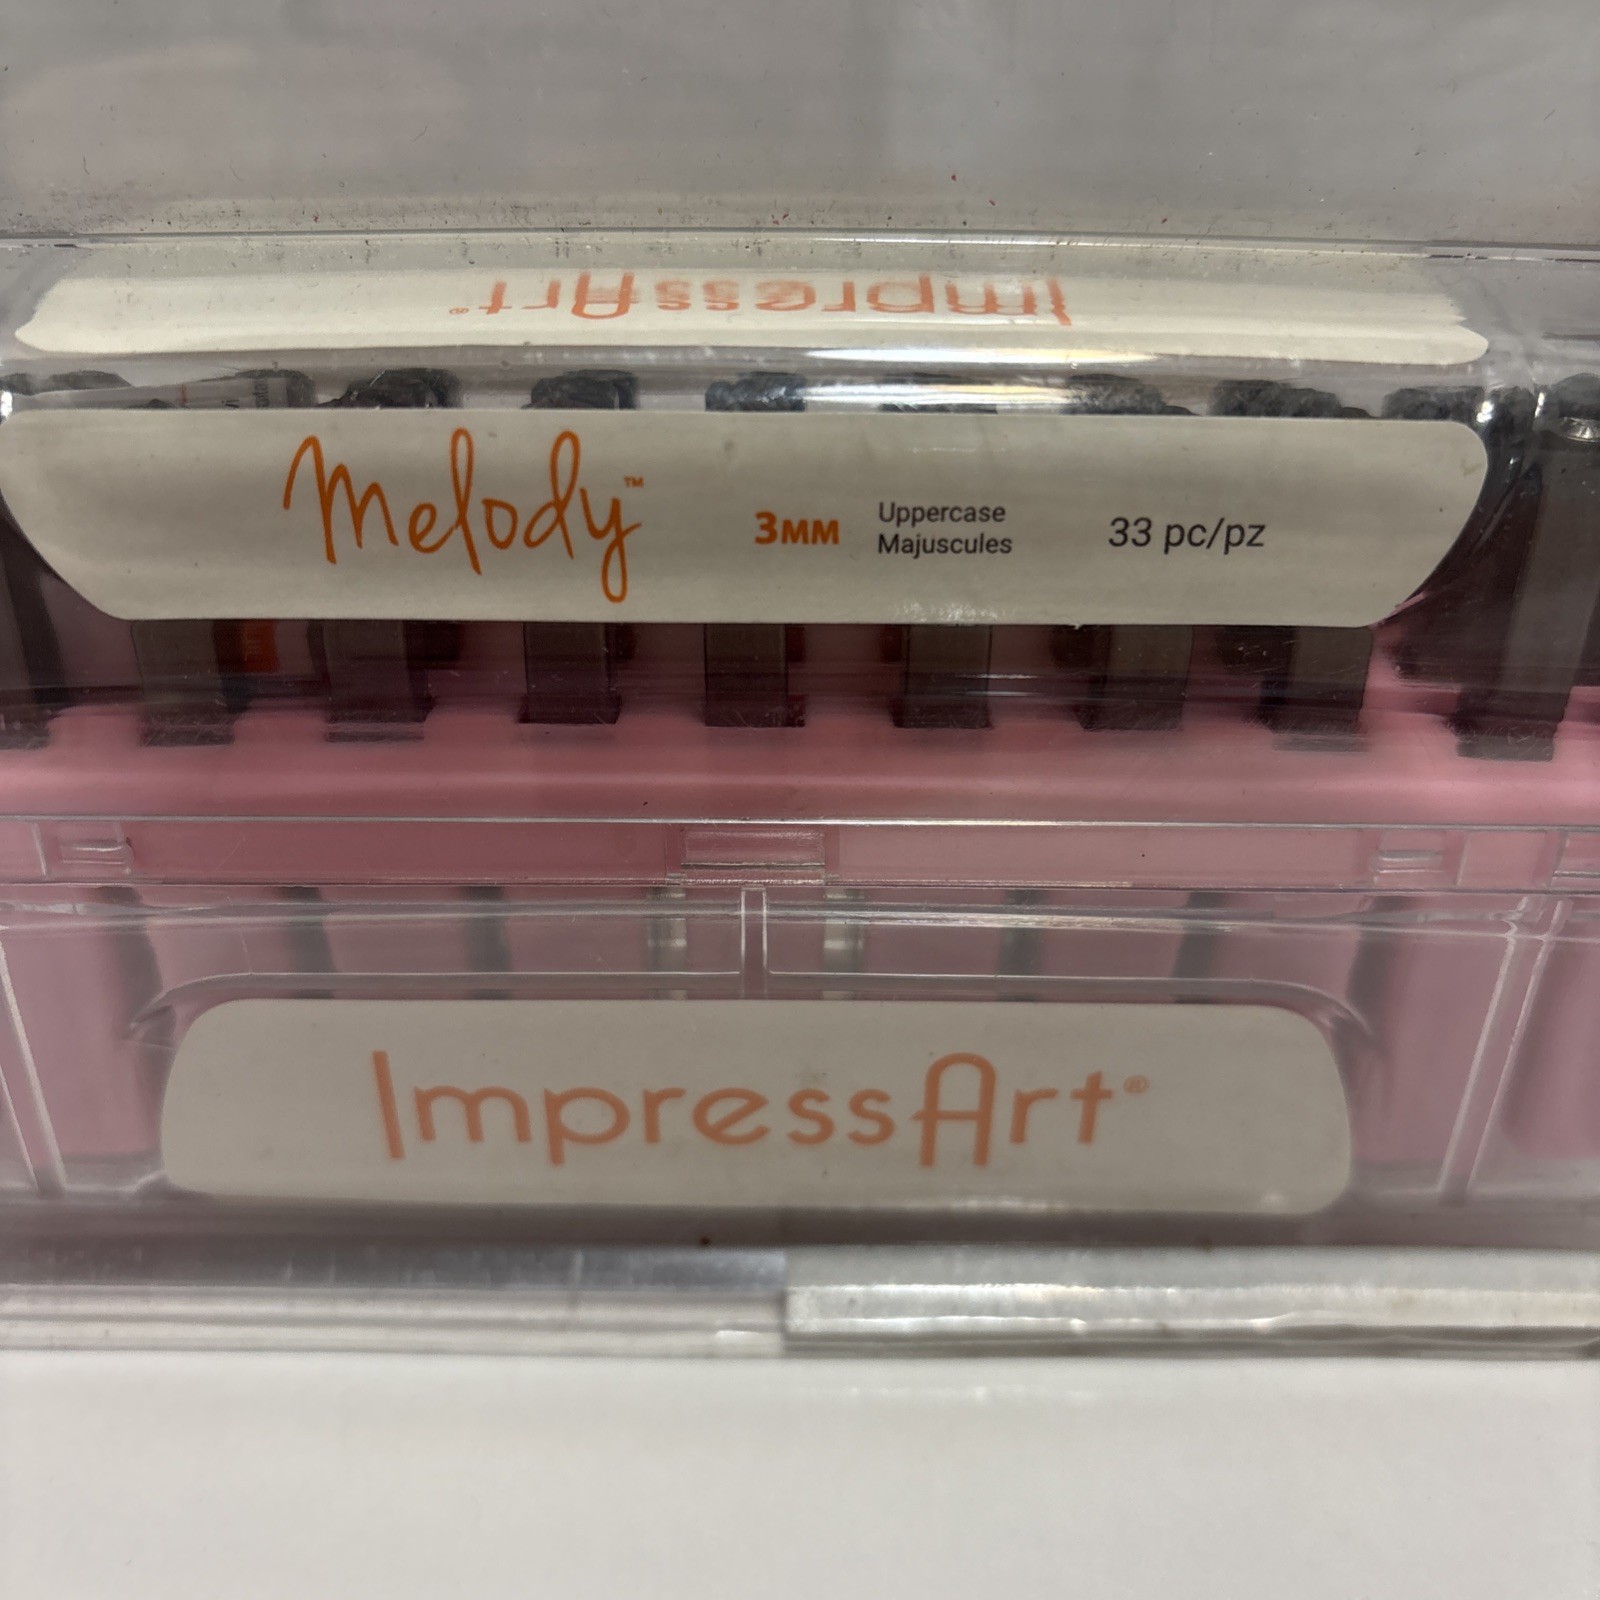 ImpressArt®
Melody™
3MM
Uppercase
Majuscules
33 pc/pz
ImpressArt®